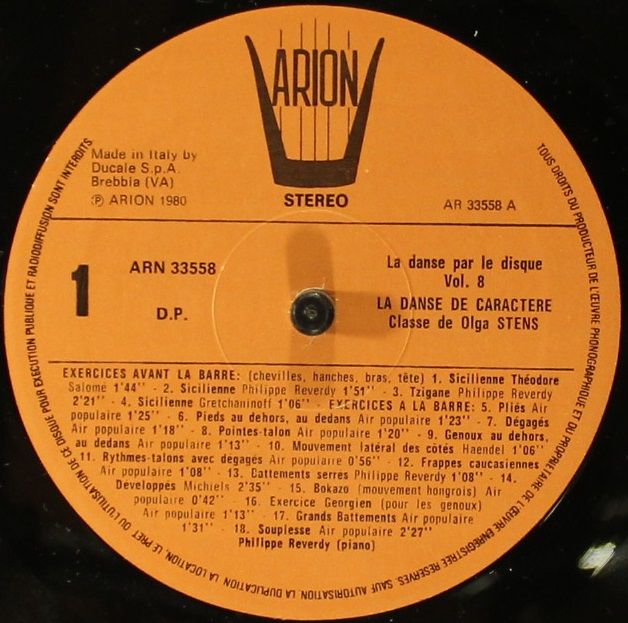 ARION
Made in Italy by
Ducale S.p.A.
Brebbia (VA)
℗ ARION 1980
STEREO
AR 33558 A
1
ARN 33558
D.P.
La danse par le disque
Vol. 8
LA DANSE DE CARACTERE
Classe de Olga STENS
EXERCICES AVANT LA BARRE: (chevilles, hanches, bras, tête) 1. Sicilienne Théodore
Salomé 1'44'' - 2. Sicilienne Philippe Reverdy 1'51'' - 3. Tzigane Philippe Reverdy
2'21'' - 4. Sicilienne Gretchaninoff 1'06'' - EXERCICES A LA BARRE: 5. Pliés Air
populaire 1'25'' - 6. Pieds au dehors, au dedans Air populaire 1'23'' - 7. Dégagés
Air populaire 1'18'' - 8. Pointes-talon Air populaire 1'20'' - 9. Genoux au dehors,
au dedans Air populaire 1'13'' - 10. Mouvement latéral des côtés Haendel 1'06''
11. Rythmes-talons avec dégagés Air populaire 0'56'' - 12. Frappes caucasiennes
Air populaire 1'08'' - 13. Battements serrés Philippe Reverdy 1'08'' - 14.
Développés Michiels 2'35'' - 15. Bokazo (mouvement hongrois) Air
populaire 0'42'' - 16. Exercice Georgien (pour les genoux)
Air populaire 1'13'' - 17. Grands Battements Air populaire
1'31'' - 18. Souplesse Air populaire 2'27''
Philippe Reverdy (piano)
TOUS DROITS DU PRODUCTEUR DE L'ŒUVRE PHONOGRAPHIQUE ET DU PROPRIETAIRE DE L'ŒUVRE ENREGISTREE RESERVES. SAUF AUTORISATION LA DUPLICATION, LA LOCATION, LE PRET OU L'UTILISATION DE CE DISQUE POUR EXECUTION PUBLIQUE ET RADIODIFFUSION SONT INTERDITS